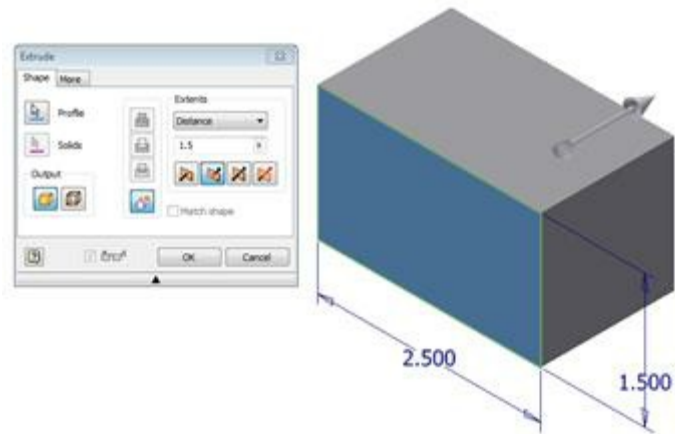 Extrude
Shape More
Profile
Solids
Output
Extents
Distance
1.5
Match shape
OK Cancel
2.500
1.500